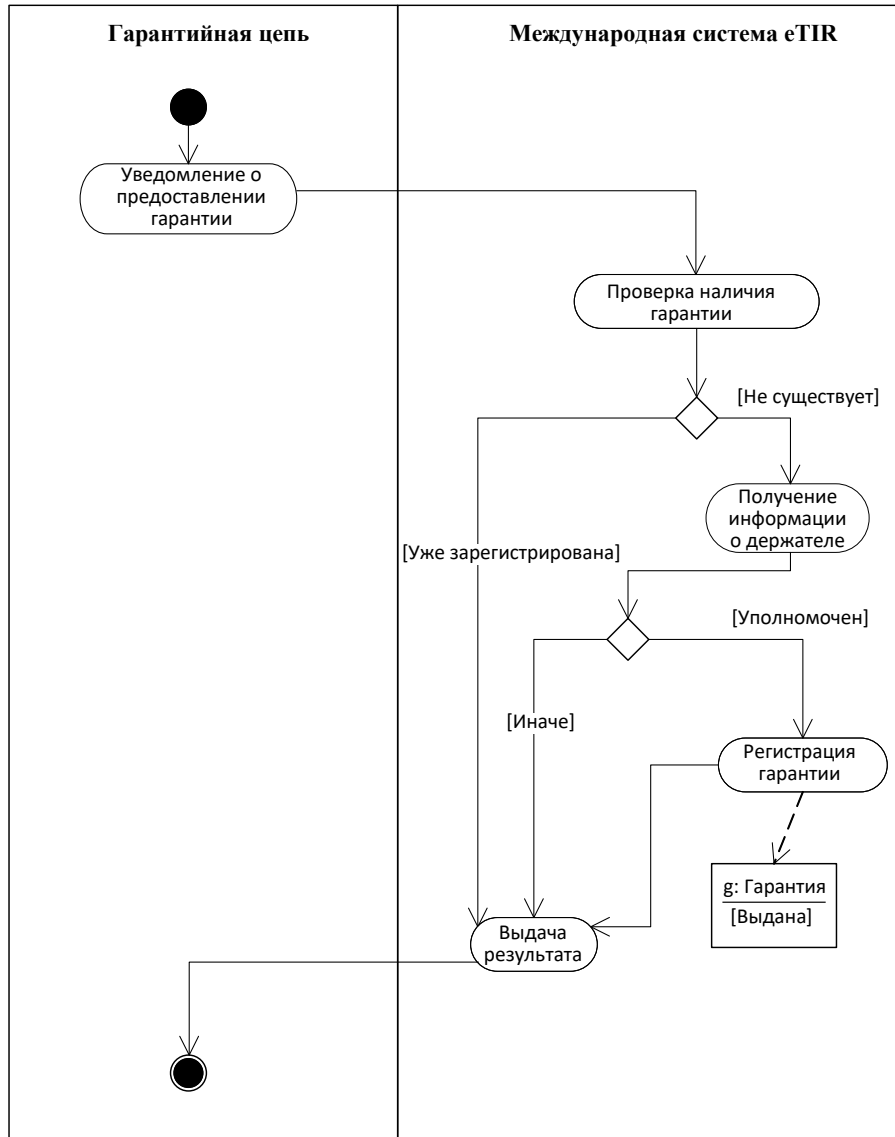 Гарантийная цепь
Международная система eTIR
Уведомление о
предоставлении
гарантии
Проверка наличия
гарантии
[Не существует]
Получение
информации
о держателе
[Уже зарегистрирована]
[Уполномочен]
[Иначе]
Регистрация
гарантии
g: Гарантия
[Выдана]
Выдача
результата